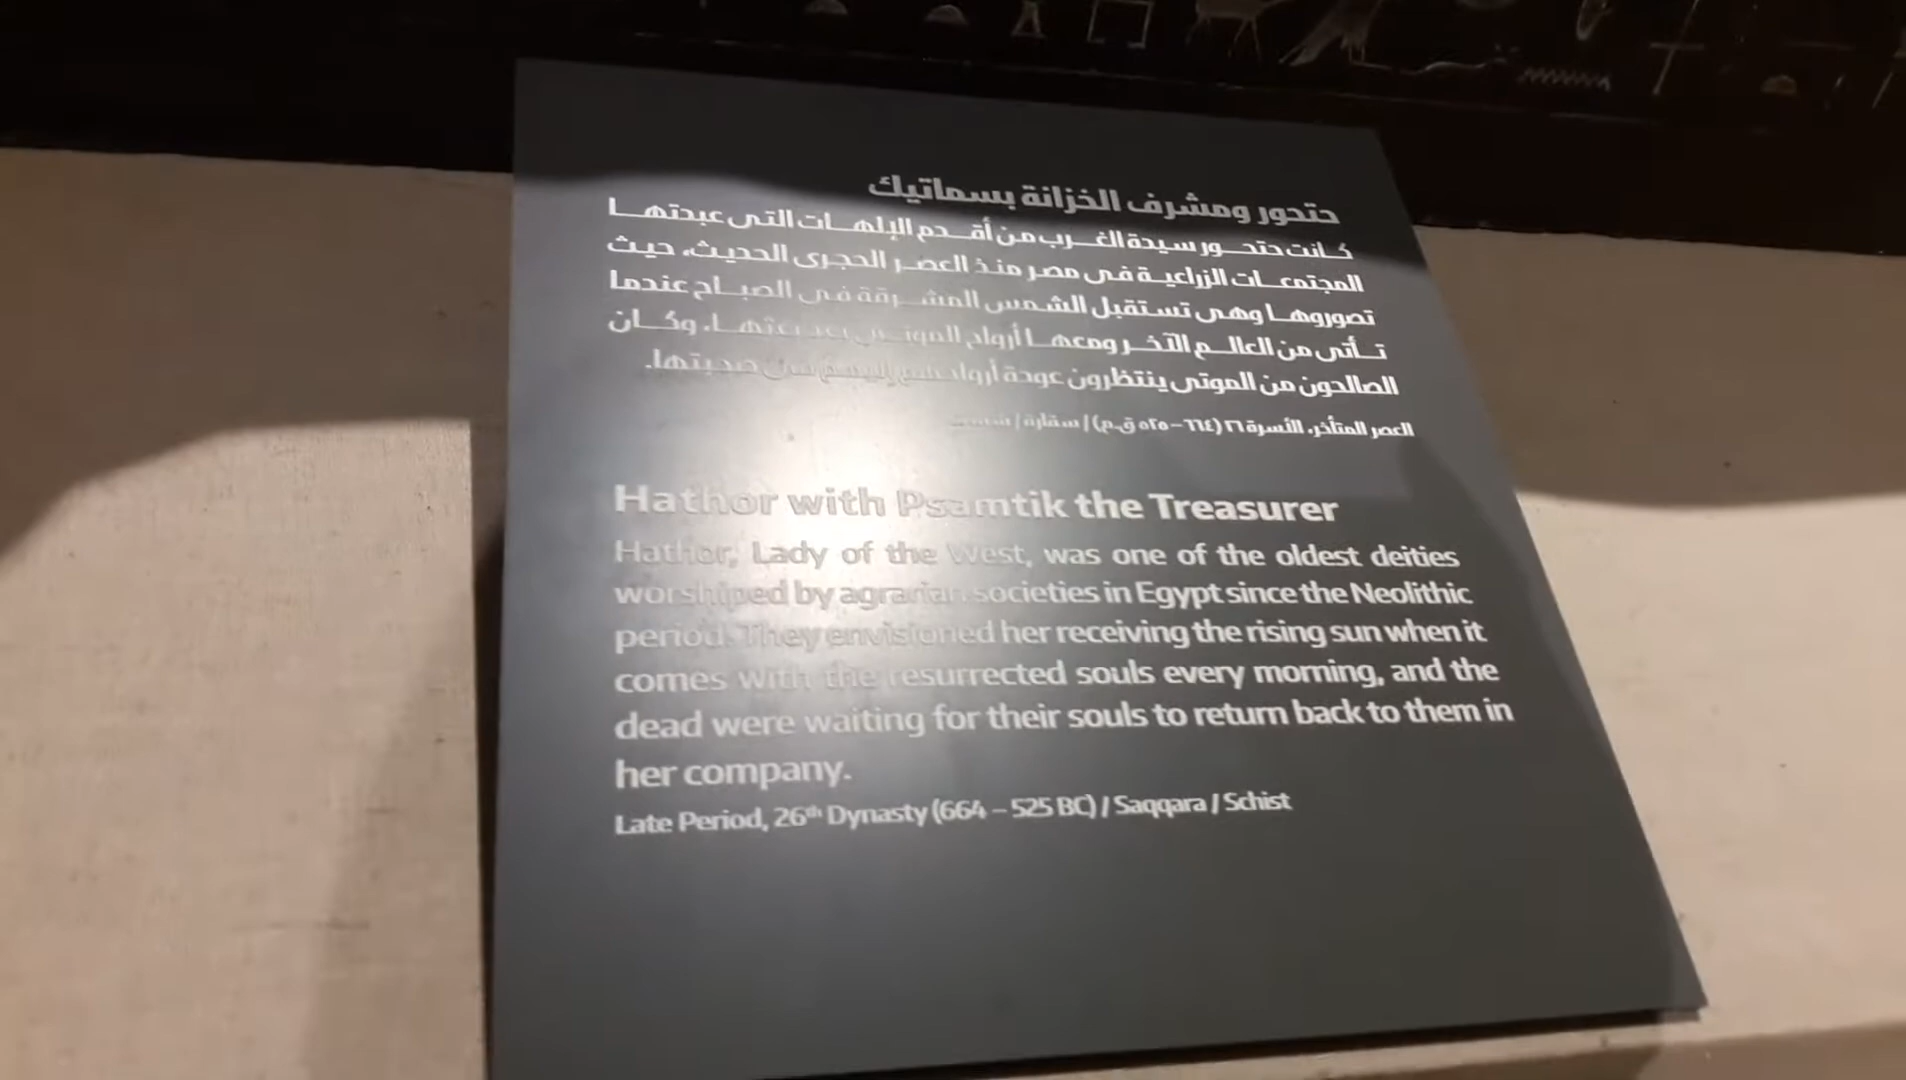 حتحور ومشرف الخزانة بسماتيك
كانت حتحور سيدة الغرب من أقدم الإلهات التى عبدتها
المجتمعات الزراعية فى مصر منذ العصر الحجرى الحديث، حيث
تصوروها وهى تستقبل الشمس المشرقة فى الصباح عندما
تأتى من العالم الآخر ومعها أرواح الموتى بعد بعثها. وكان
الصالحون من الموتى ينتظرون عودة أرواحهم إليهم فى صحبتها.
العصر المتأخر، الأسرة ٢٦ (٦٦٤ – ٥٢٥ ق.م) / سقارة /
Hathor with Psamtik the Treasurer
Hathor, Lady of the West, was one of the oldest deities
worshiped by agrarian societies in Egypt since the Neolithic
period. They envisioned her receiving the rising sun when it
comes with the resurrected souls every morning, and the
dead were waiting for their souls to return back to them in
her company.
Late Period, 26th Dynasty (664 – 525 BC) / Saqqara / Schist